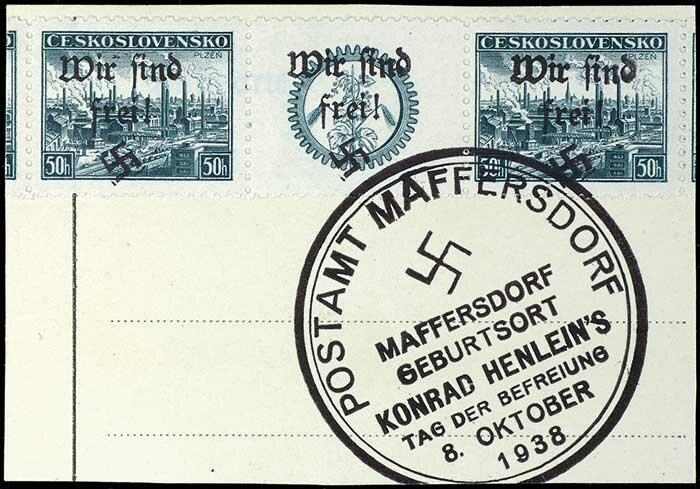 ČESKOSLOVENSKO
PLZEŇ
Wir sind
frei!
50h
50h
Wir sind
frei!
ČESKOSLOVENSKO
PLZEŇ
Wir sind
frei!
50h
50h
POSTAMT MAFFERSDORF
MAFFERSDORF
GEBURTSORT
KONRAD HENLEIN'S
TAG DER BEFREIUNG
8. OKTOBER
1938